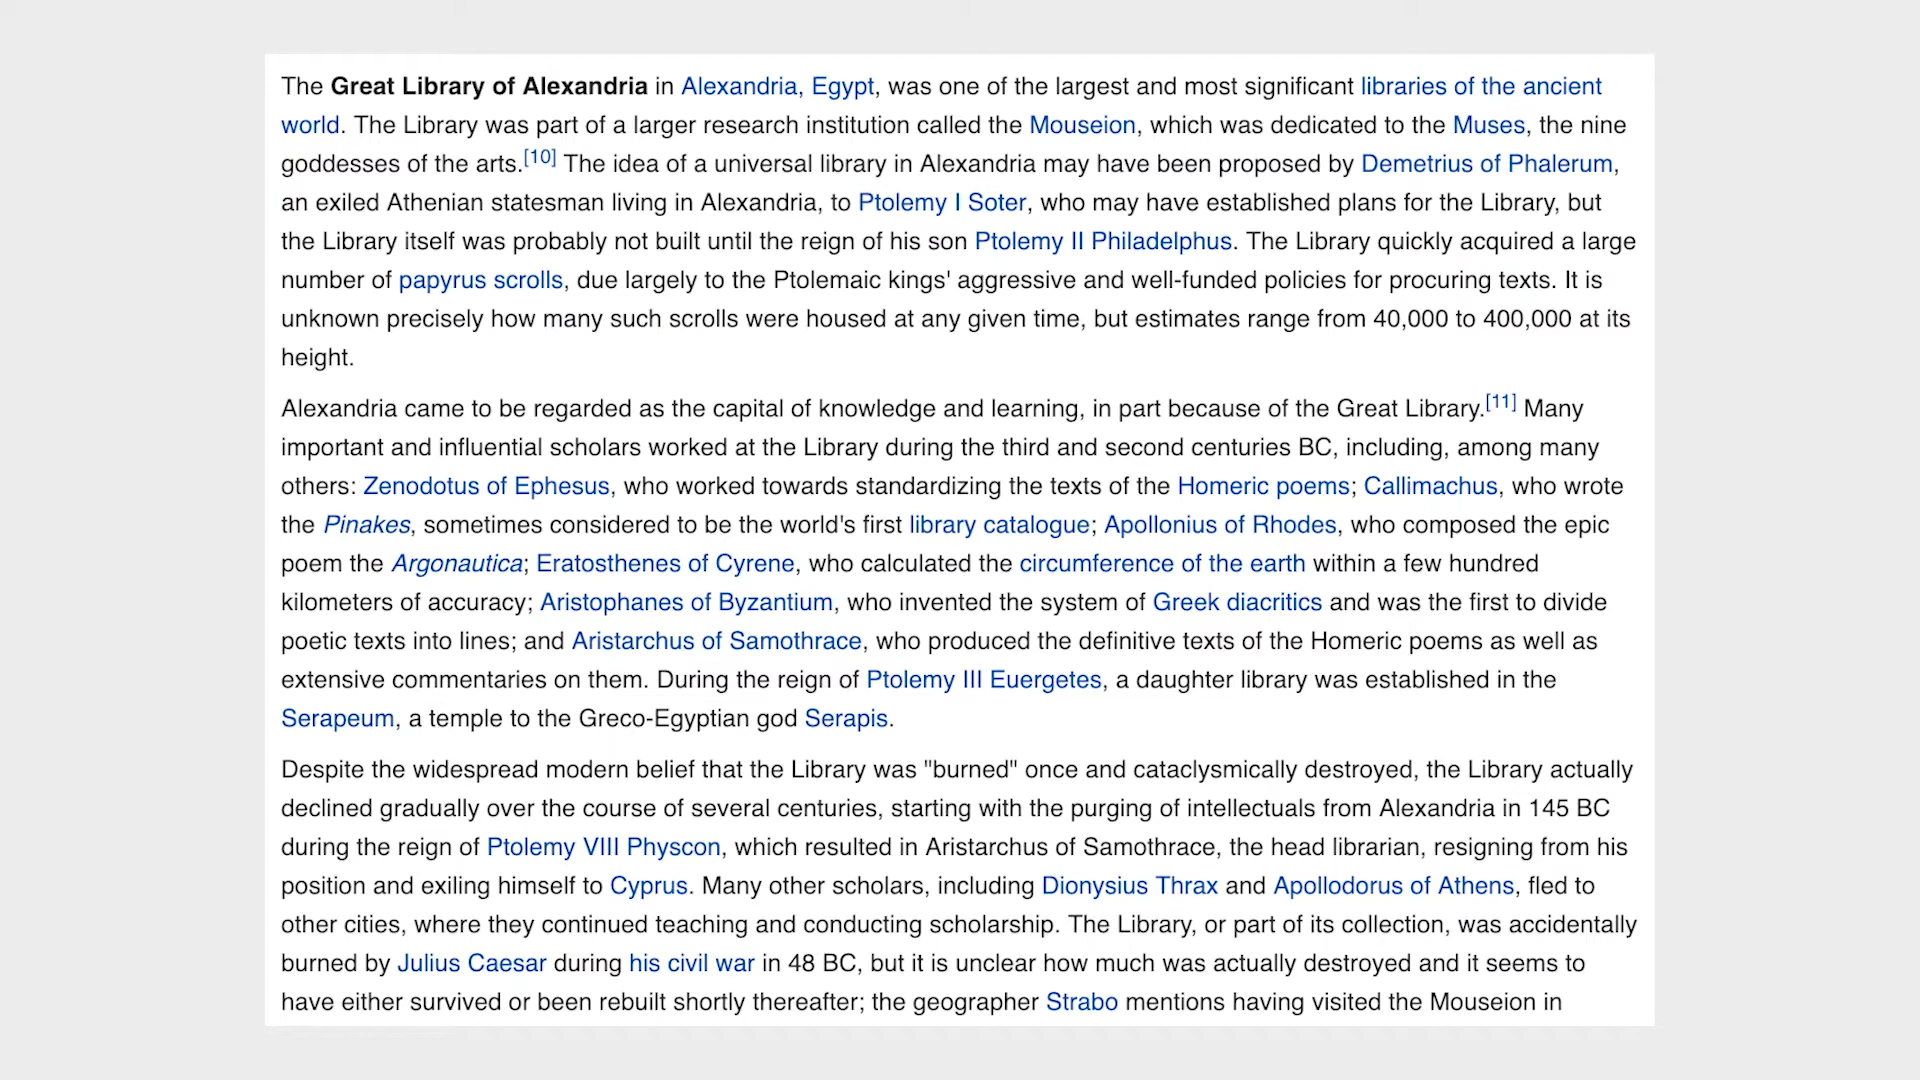 The Great Library of Alexandria in Alexandria, Egypt, was one of the largest and most significant libraries of the ancient
world. The Library was part of a larger research institution called the Mouseion, which was dedicated to the Muses, the nine
goddesses of the arts.[10] The idea of a universal library in Alexandria may have been proposed by Demetrius of Phalerum,
an exiled Athenian statesman living in Alexandria, to Ptolemy I Soter, who may have established plans for the Library, but
the Library itself was probably not built until the reign of his son Ptolemy II Philadelphus. The Library quickly acquired a large
number of papyrus scrolls, due largely to the Ptolemaic kings' aggressive and well-funded policies for procuring texts. It is
unknown precisely how many such scrolls were housed at any given time, but estimates range from 40,000 to 400,000 at its
height.
Alexandria came to be regarded as the capital of knowledge and learning, in part because of the Great Library.[11] Many
important and influential scholars worked at the Library during the third and second centuries BC, including, among many
others: Zenodotus of Ephesus, who worked towards standardizing the texts of the Homeric poems; Callimachus, who wrote
the Pinakes, sometimes considered to be the world's first library catalogue; Apollonius of Rhodes, who composed the epic
poem the Argonautica; Eratosthenes of Cyrene, who calculated the circumference of the earth within a few hundred
kilometers of accuracy; Aristophanes of Byzantium, who invented the system of Greek diacritics and was the first to divide
poetic texts into lines; and Aristarchus of Samothrace, who produced the definitive texts of the Homeric poems as well as
extensive commentaries on them. During the reign of Ptolemy III Euergetes, a daughter library was established in the
Serapeum, a temple to the Greco-Egyptian god Serapis.
Despite the widespread modern belief that the Library was "burned" once and cataclysmically destroyed, the Library actually
declined gradually over the course of several centuries, starting with the purging of intellectuals from Alexandria in 145 BC
during the reign of Ptolemy VIII Physcon, which resulted in Aristarchus of Samothrace, the head librarian, resigning from his
position and exiling himself to Cyprus. Many other scholars, including Dionysius Thrax and Apollodorus of Athens, fled to
other cities, where they continued teaching and conducting scholarship. The Library, or part of its collection, was accidentally
burned by Julius Caesar during his civil war in 48 BC, but it is unclear how much was actually destroyed and it seems to
have either survived or been rebuilt shortly thereafter; the geographer Strabo mentions having visited the Mouseion in